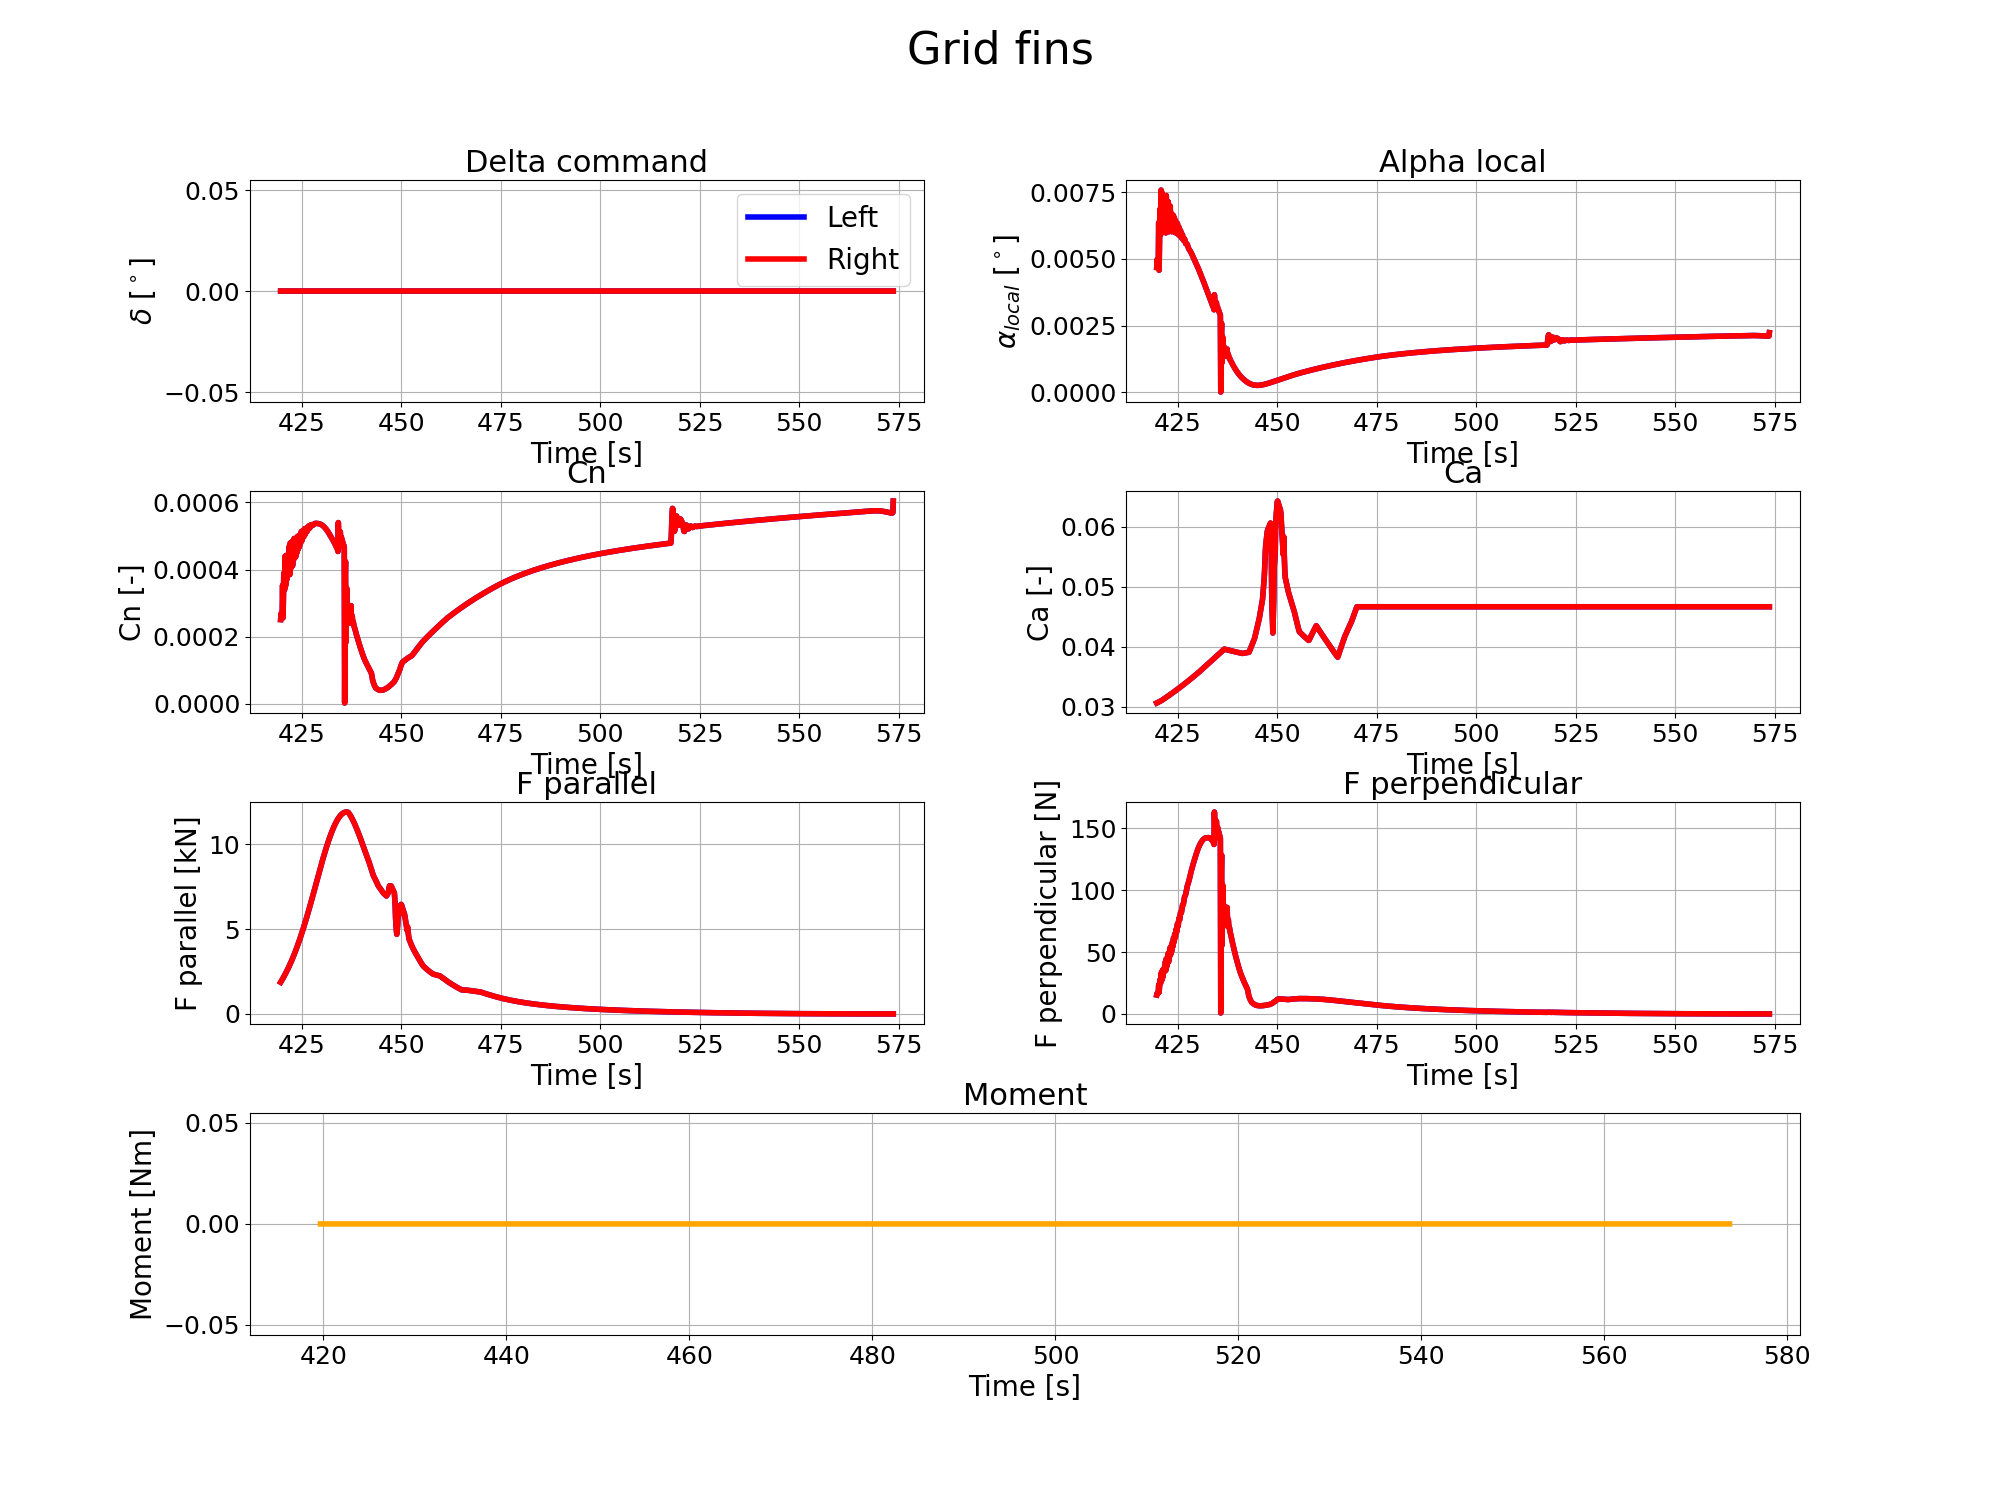 Grid fins
Delta command
δ [°]
0.05
0.00
−0.05
Left
Right
425 450 475 500 525 550 575
Time [s]
Alpha local
α_local [°]
0.0075
0.0050
0.0025
0.0000
425 450 475 500 525 550 575
Time [s]
Cn
Cn [-]
0.0006
0.0004
0.0002
0.0000
425 450 475 500 525 550 575
Time [s]
Ca
Ca [-]
0.06
0.05
0.04
0.03
425 450 475 500 525 550 575
Time [s]
F parallel
F parallel [kN]
10
5
0
425 450 475 500 525 550 575
Time [s]
F perpendicular
F perpendicular [N]
150
100
50
0
425 450 475 500 525 550 575
Time [s]
Moment
Moment [Nm]
0.05
0.00
−0.05
420 440 460 480 500 520 540 560 580
Time [s]